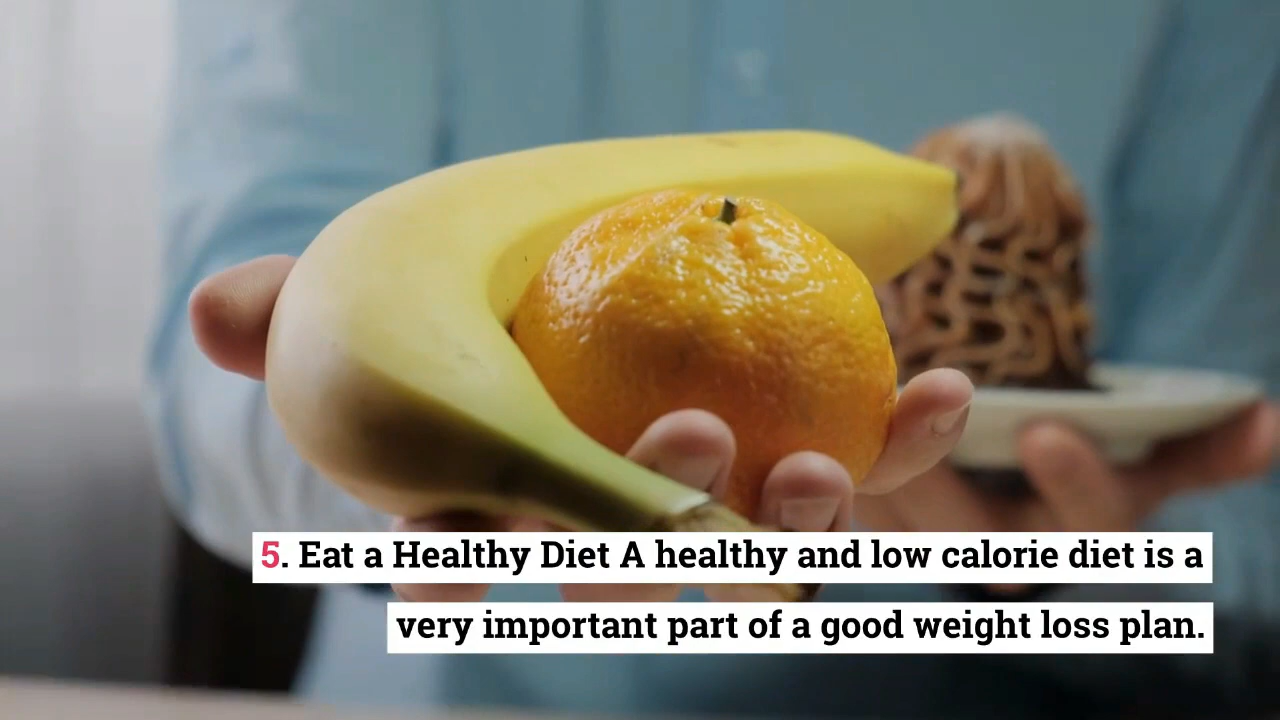 5. Eat a Healthy Diet A healthy and low calorie diet is a
very important part of a good weight loss plan.